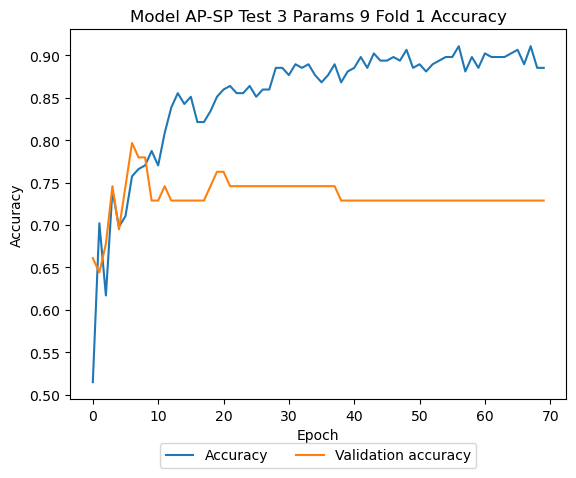 Model AP-SP Test 3 Params 9 Fold 1 Accuracy
0.90
0.85
0.80
0.75
0.70
0.65
0.60
0.55
0.50
Accuracy
0 10 20 30 40 50 60 70
Epoch
Accuracy Validation accuracy